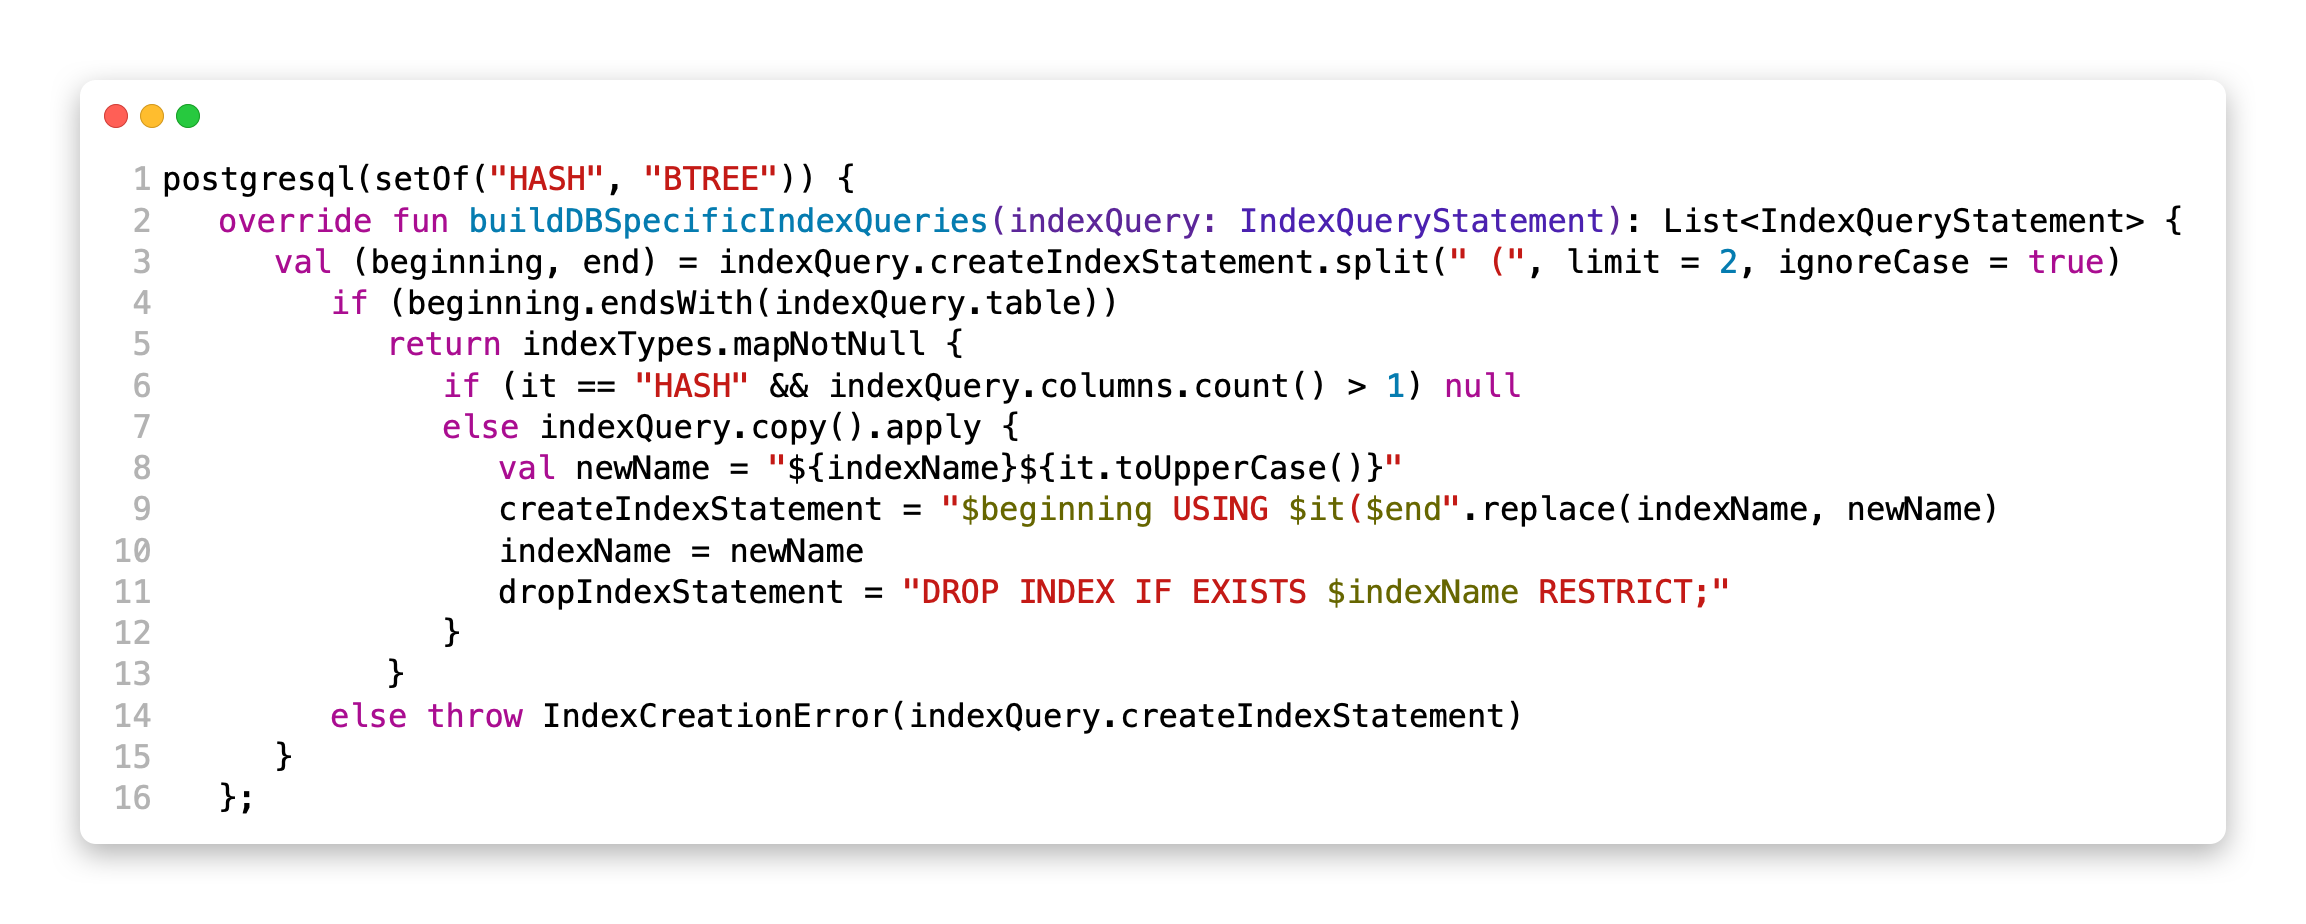 1 postgresql(setOf("HASH", "BTREE")) {
2 override fun buildDBSpecificIndexQueries(indexQuery: IndexQueryStatement): List<IndexQueryStatement> {
3 val (beginning, end) = indexQuery.createIndexStatement.split(" (", limit = 2, ignoreCase = true)
4 if (beginning.endsWith(indexQuery.table))
5 return indexTypes.mapNotNull {
6 if (it == "HASH" && indexQuery.columns.count() > 1) null
7 else indexQuery.copy().apply {
8 val newName = "${indexName}${it.toUpperCase()}"
9 createIndexStatement = "$beginning USING $it($end".replace(indexName, newName)
10 indexName = newName
11 dropIndexStatement = "DROP INDEX IF EXISTS $indexName RESTRICT;"
12 }
13 }
14 else throw IndexCreationError(indexQuery.createIndexStatement)
15 }
16 };